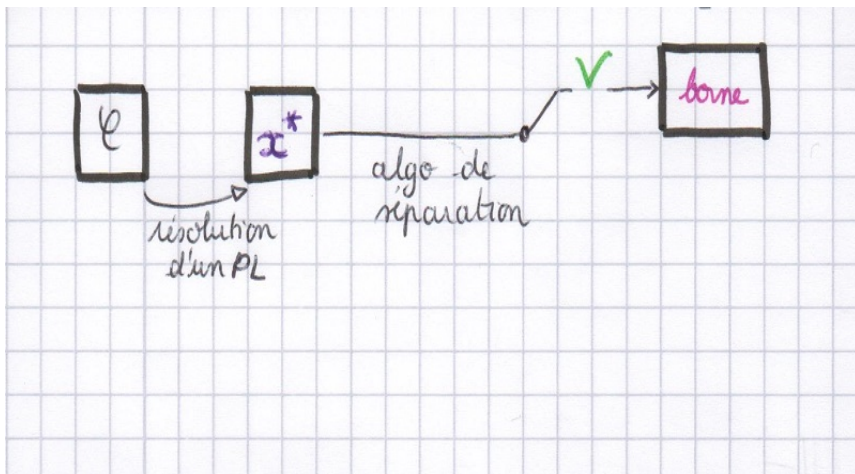 𝒞
x*
V
borne
algo de
séparation
résolution
d'un PL